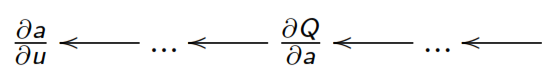 ∂a/∂u ← ... ← ∂Q/∂a ← ... ←